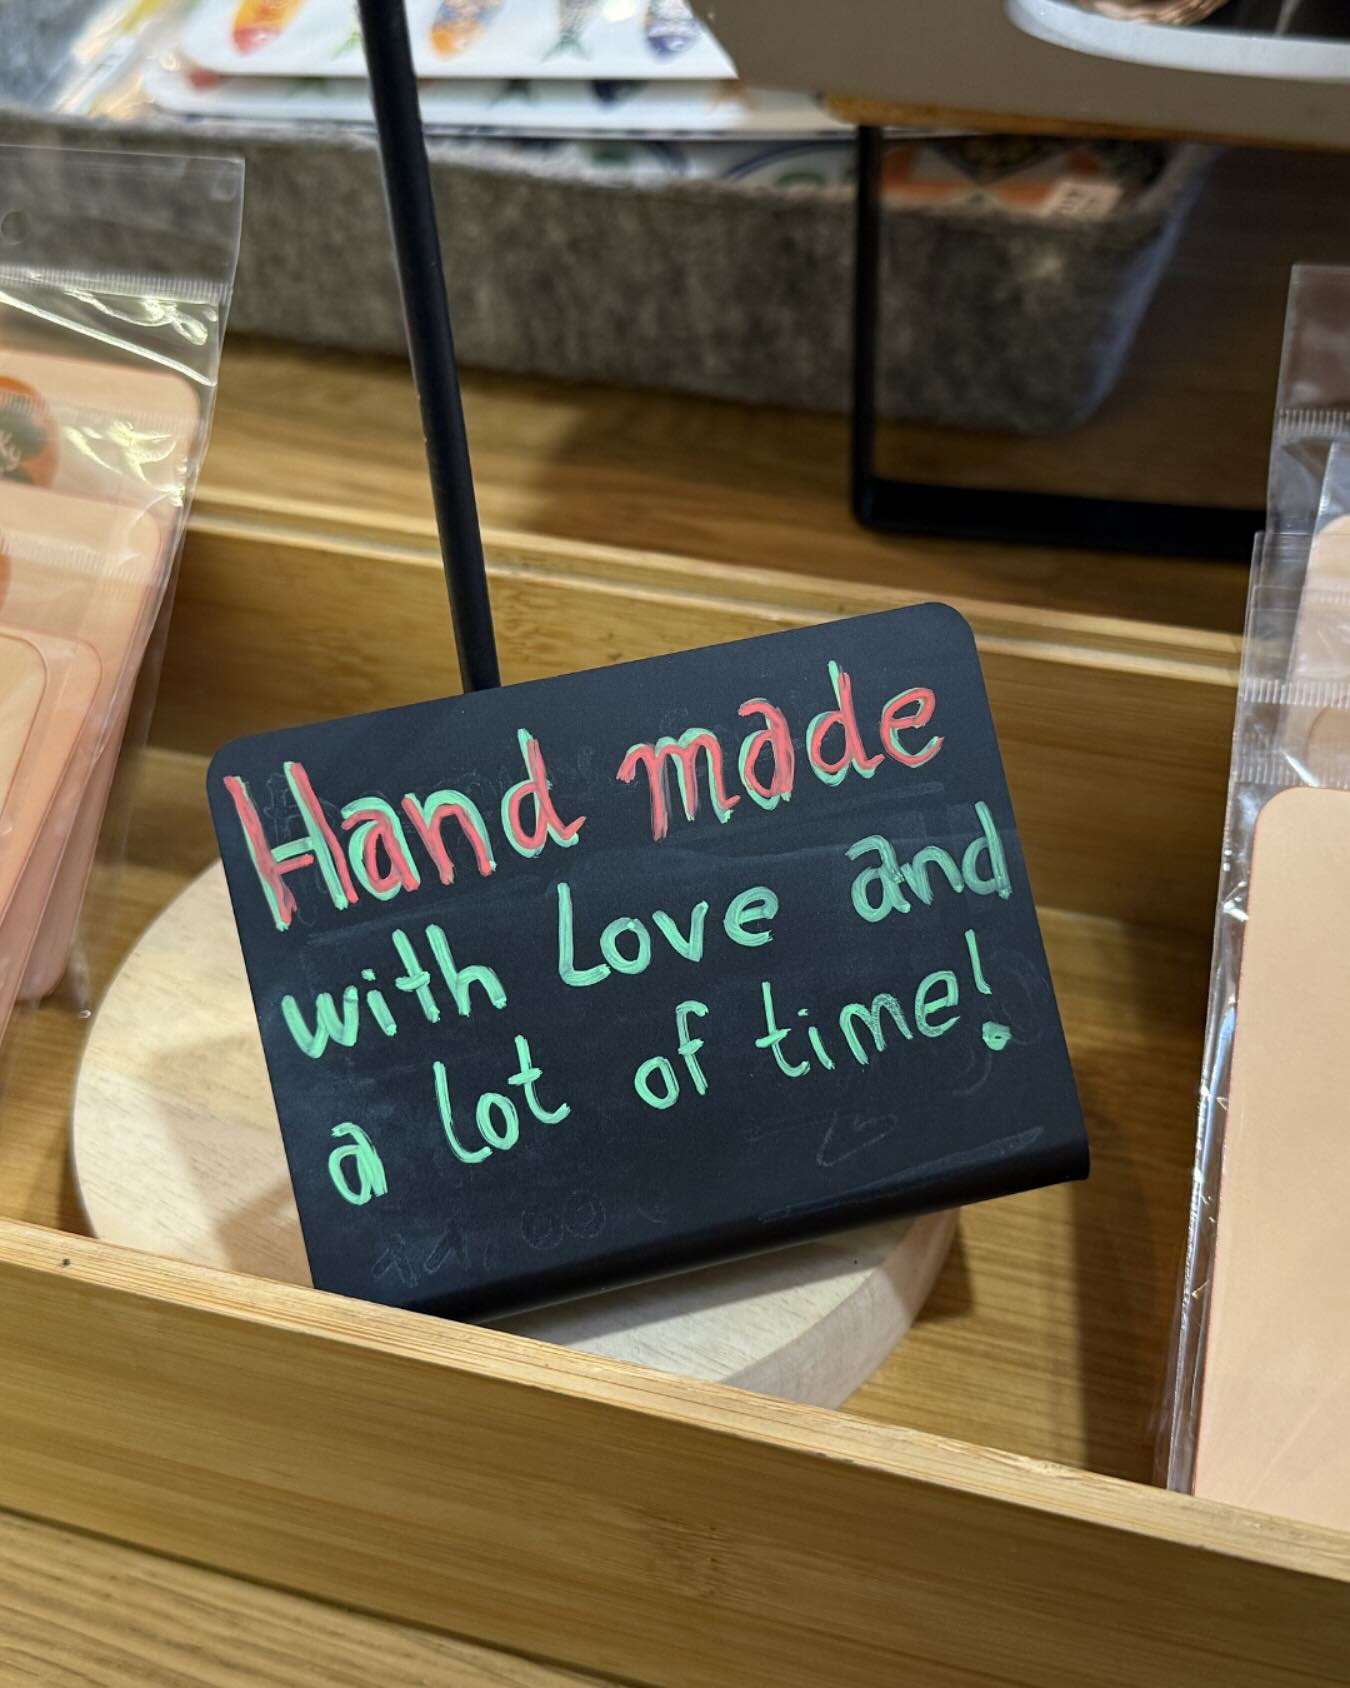 Hand made
with Love and
a lot of time!